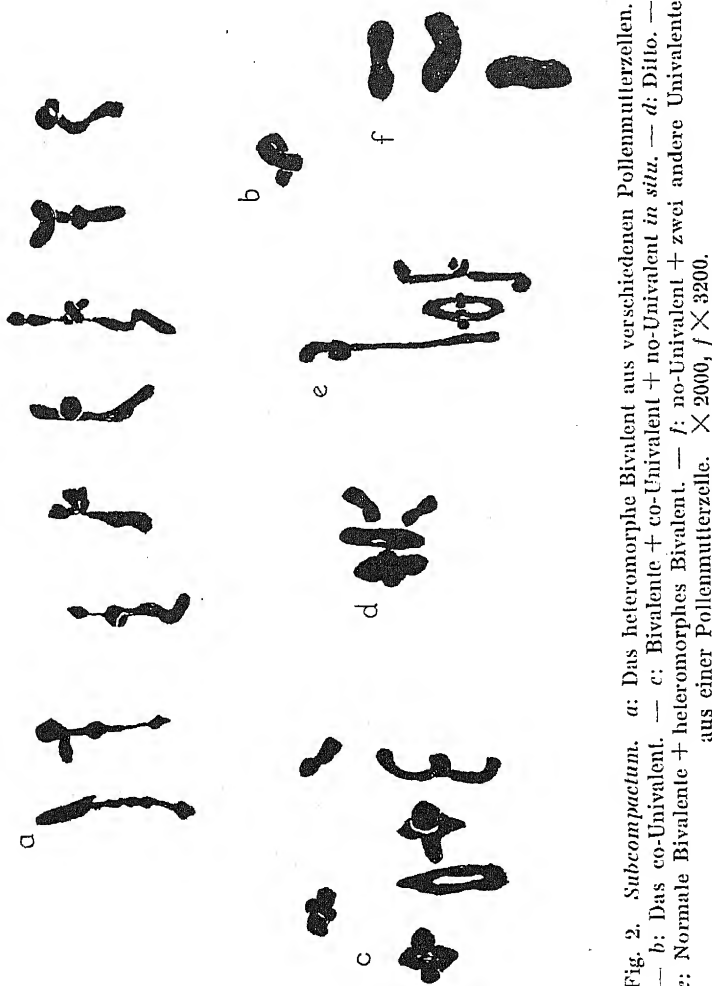 a
b
c
d
e
f
Fig. 2. Subcompactum. a: Das heteromorphe Bivalent aus verschiedenen Pollenmutterzellen.
— b: Das co-Univalent. — c: Bivalente + co-Univalent + no-Univalent in situ. — d: Ditto. —
e: Normale Bivalente + heteromorphes Bivalent. — f: no-Univalent + zwei andere Univalente
aus einer Pollenmutterzelle. × 2000, f × 3200.